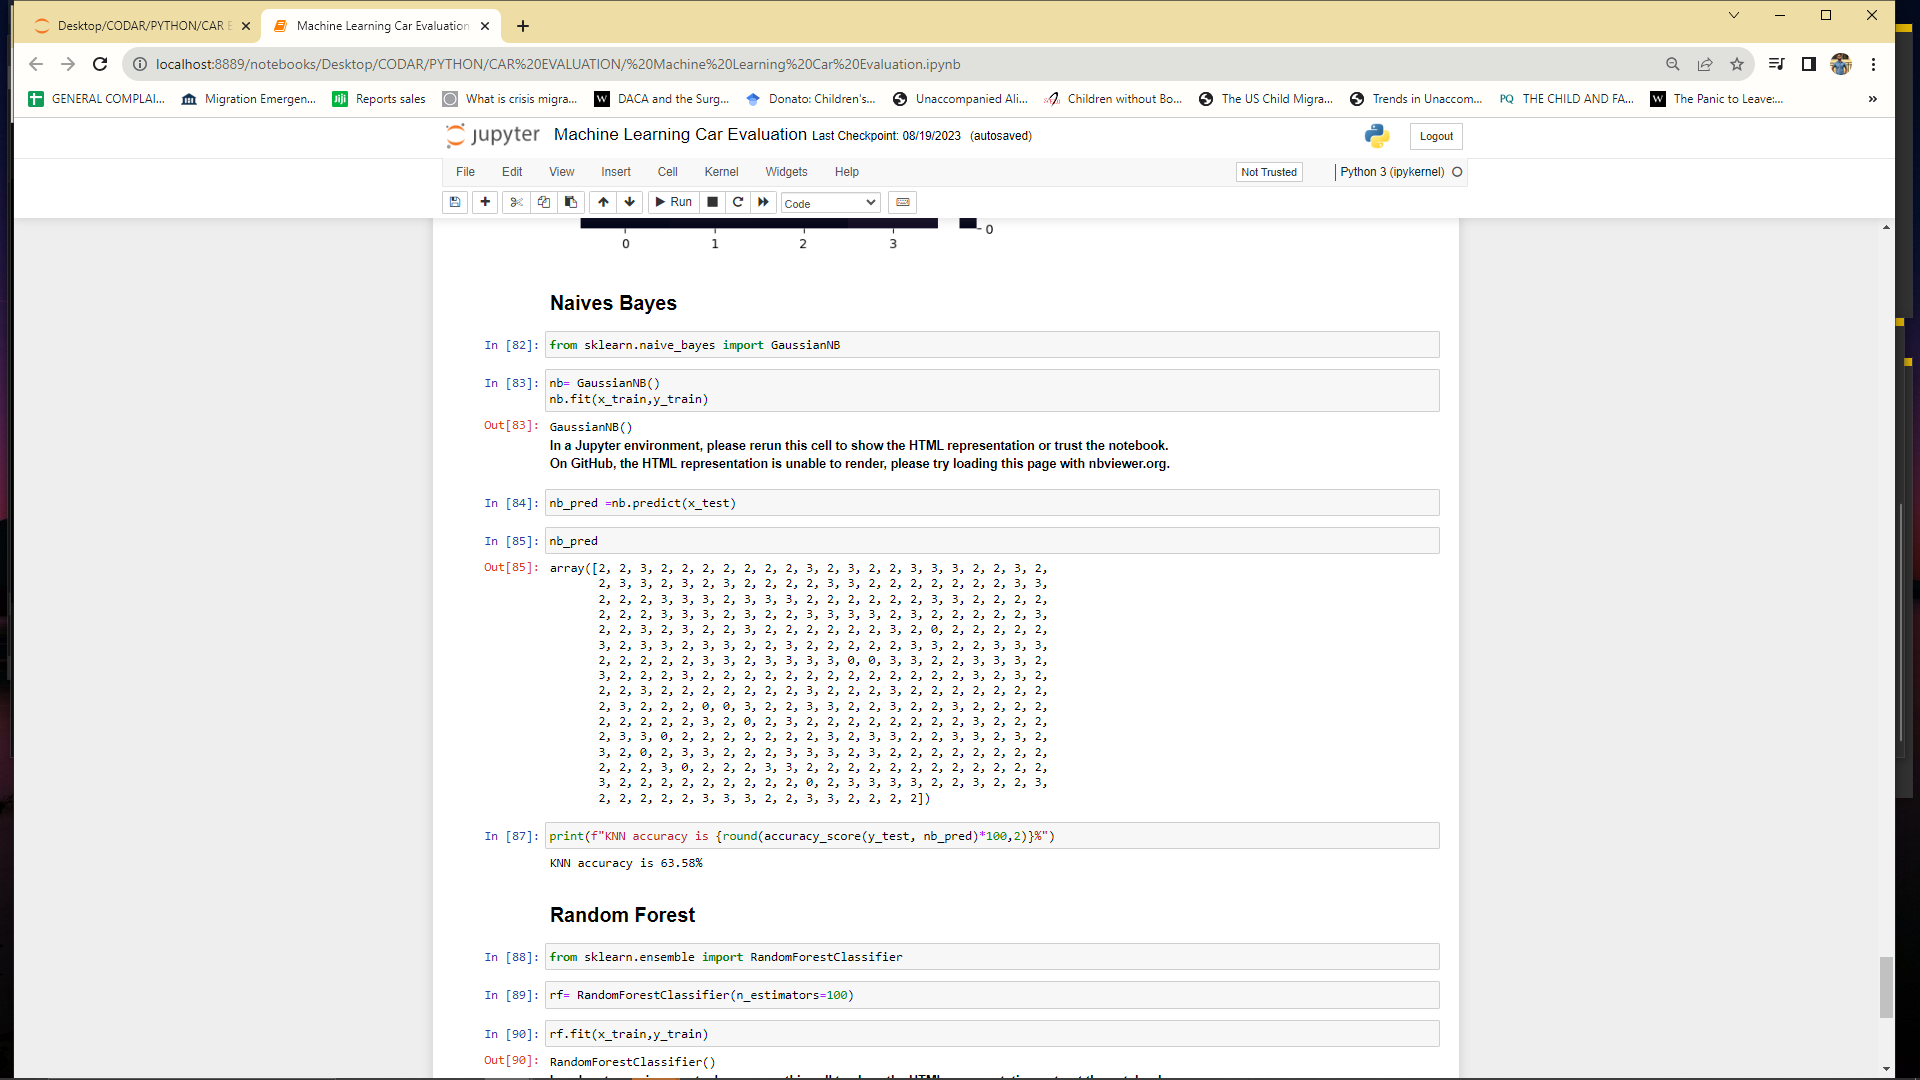 Desktop/CODAR/PYTHON/CAR E
Machine Learning Car Evaluation
localhost:8889/notebooks/Desktop/CODAR/PYTHON/CAR%20EVALUATION/%20Machine%20Learning%20Car%20Evaluation.ipynb
GENERAL COMPLAI... Migration Emergen... Jiji Reports sales What is crisis migra... W DACA and the Surg... Donato: Children's... Unaccompanied Ali... Children without Bo... The US Child Migra... Trends in Unaccom... PQ THE CHILD AND FA... W The Panic to Leave:... »
jupyter Machine Learning Car Evaluation Last Checkpoint: 08/19/2023 (autosaved) Logout
File Edit View Insert Cell Kernel Widgets Help Not Trusted Python 3 (ipykernel)
Run Code
0
0 1 2 3
Naives Bayes
In [82]: from sklearn.naive_bayes import GaussianNB
In [83]: nb= GaussianNB()
nb.fit(x_train,y_train)
Out[83]: GaussianNB()
In a Jupyter environment, please rerun this cell to show the HTML representation or trust the notebook.
On GitHub, the HTML representation is unable to render, please try loading this page with nbviewer.org.
In [84]: nb_pred =nb.predict(x_test)
In [85]: nb_pred
Out[85]: array([2, 2, 3, 2, 2, 2, 2, 2, 2, 2, 3, 2, 3, 2, 2, 3, 3, 3, 2, 2, 3, 2,
2, 3, 3, 2, 3, 2, 3, 2, 2, 2, 2, 3, 3, 2, 2, 2, 2, 2, 2, 2, 3, 3,
2, 2, 2, 3, 3, 3, 2, 3, 3, 3, 2, 2, 2, 2, 2, 2, 3, 3, 2, 2, 2, 2,
2, 2, 2, 3, 3, 3, 2, 3, 2, 2, 3, 3, 3, 3, 2, 3, 2, 2, 2, 2, 2, 3,
2, 2, 3, 2, 3, 2, 2, 3, 2, 2, 2, 2, 2, 2, 3, 2, 0, 2, 2, 2, 2, 2,
3, 2, 3, 3, 2, 3, 3, 2, 2, 3, 2, 2, 2, 2, 2, 3, 3, 2, 2, 3, 3, 3,
2, 2, 2, 2, 2, 3, 3, 2, 3, 3, 3, 3, 0, 0, 3, 3, 2, 2, 3, 3, 3, 2,
3, 2, 2, 2, 3, 2, 2, 2, 2, 2, 2, 2, 2, 2, 2, 2, 2, 2, 3, 2, 3, 2,
2, 2, 3, 2, 2, 2, 2, 2, 2, 2, 3, 2, 2, 2, 3, 2, 2, 2, 2, 2, 2, 2,
2, 3, 2, 2, 2, 0, 0, 3, 2, 2, 3, 3, 2, 2, 3, 2, 2, 3, 2, 2, 2, 2,
2, 2, 2, 2, 2, 3, 2, 0, 2, 3, 2, 2, 2, 2, 2, 2, 2, 2, 3, 2, 2, 2,
2, 3, 3, 0, 2, 2, 2, 2, 2, 2, 2, 3, 2, 3, 3, 2, 2, 3, 3, 2, 3, 2,
3, 2, 0, 2, 3, 3, 2, 2, 2, 3, 3, 3, 2, 3, 2, 2, 2, 2, 2, 2, 2, 2,
2, 2, 2, 3, 0, 2, 2, 2, 3, 3, 2, 2, 2, 2, 2, 2, 2, 2, 2, 2, 2, 2,
3, 2, 2, 2, 2, 2, 2, 2, 2, 2, 0, 2, 3, 3, 3, 3, 2, 2, 3, 2, 2, 3,
2, 2, 2, 2, 2, 3, 3, 3, 2, 2, 3, 3, 2, 2, 2, 2])
In [87]: print(f"KNN accuracy is {round(accuracy_score(y_test, nb_pred)*100,2)}%")
KNN accuracy is 63.58%
Random Forest
In [88]: from sklearn.ensemble import RandomForestClassifier
In [89]: rf= RandomForestClassifier(n_estimators=100)
In [90]: rf.fit(x_train,y_train)
Out[90]: RandomForestClassifier()